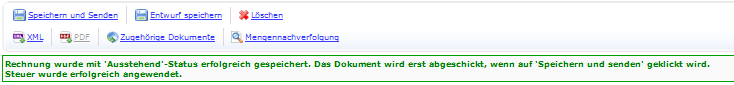 Speichern und Senden Entwurf speichern Löschen
XML PDF Zugehörige Dokumente Mengennachverfolgung
Rechnung wurde mit 'Ausstehend'-Status erfolgreich gespeichert. Das Dokument wird erst abgeschickt, wenn auf 'Speichern und senden' geklickt wird.
Steuer wurde erfolgreich angewendet.